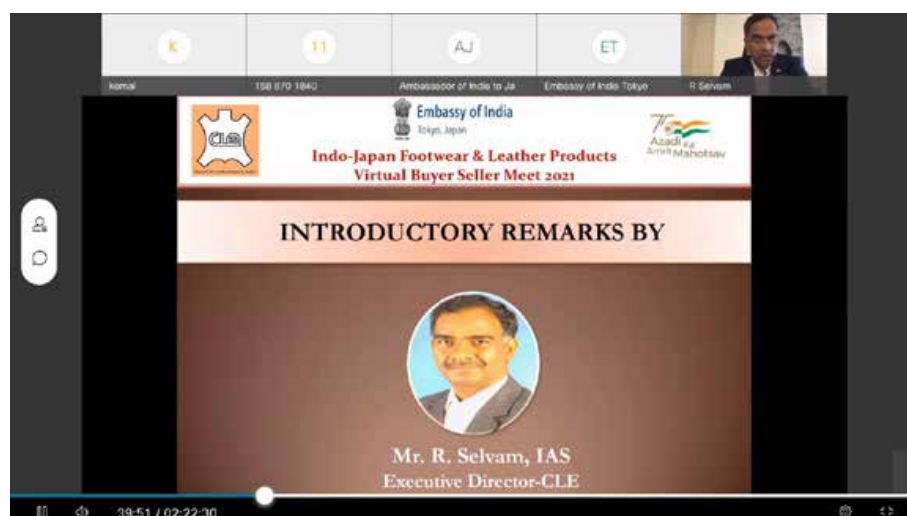 K
11
AJ
ET
komal
158 870 1840
Ambassador of India to Ja
Embassy of India Tokyo
R Selvam
Embassy of India
Tokyo, Japan
75
Azadi Ka
Amrit Mahotsav
Indo-Japan Footwear & Leather Products
Virtual Buyer Seller Meet 2021
INTRODUCTORY REMARKS BY
Mr. R. Selvam, IAS
Executive Director-CLE
39:51 / 02:22:30